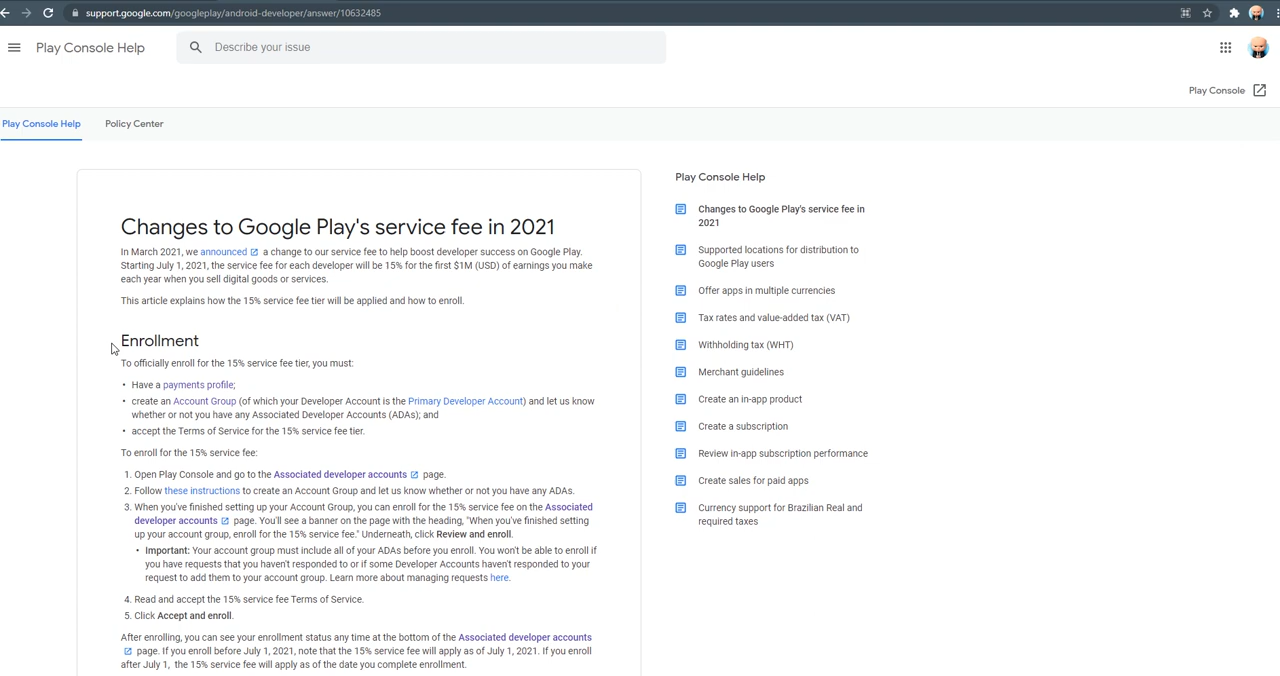 support.google.com/googleplay/android-developer/answer/10632485
Play Console Help
Describe your issue
Play Console
Play Console Help
Policy Center
Changes to Google Play's service fee in 2021
In March 2021, we announced a change to our service fee to help boost developer success on Google Play.
Starting July 1, 2021, the service fee for each developer will be 15% for the first $1M (USD) of earnings you make
each year when you sell digital goods or services.
This article explains how the 15% service fee tier will be applied and how to enroll.
Enrollment
To officially enroll for the 15% service fee tier, you must:
• Have a payments profile;
• create an Account Group (of which your Developer Account is the Primary Developer Account) and let us know
whether or not you have any Associated Developer Accounts (ADAs); and
• accept the Terms of Service for the 15% service fee tier.
To enroll for the 15% service fee:
1. Open Play Console and go to the Associated developer accounts page.
2. Follow these instructions to create an Account Group and let us know whether or not you have any ADAs.
3. When you've finished setting up your Account Group, you can enroll for the 15% service fee on the Associated
developer accounts page. You'll see a banner on the page with the heading, "When you've finished setting
up your account group, enroll for the 15% service fee." Underneath, click Review and enroll.
• Important: Your account group must include all of your ADAs before you enroll. You won't be able to enroll if
you have requests that you haven't responded to or if some Developer Accounts haven't responded to your
request to add them to your account group. Learn more about managing requests here.
4. Read and accept the 15% service fee Terms of Service.
5. Click Accept and enroll.
After enrolling, you can see your enrollment status any time at the bottom of the Associated developer accounts
page. If you enroll before July 1, 2021, note that the 15% service fee will apply as of July 1, 2021. If you enroll
after July 1, the 15% service fee will apply as of the date you complete enrollment.
Play Console Help
Changes to Google Play's service fee in
2021
Supported locations for distribution to
Google Play users
Offer apps in multiple currencies
Tax rates and value-added tax (VAT)
Withholding tax (WHT)
Merchant guidelines
Create an in-app product
Create a subscription
Review in-app subscription performance
Create sales for paid apps
Currency support for Brazilian Real and
required taxes